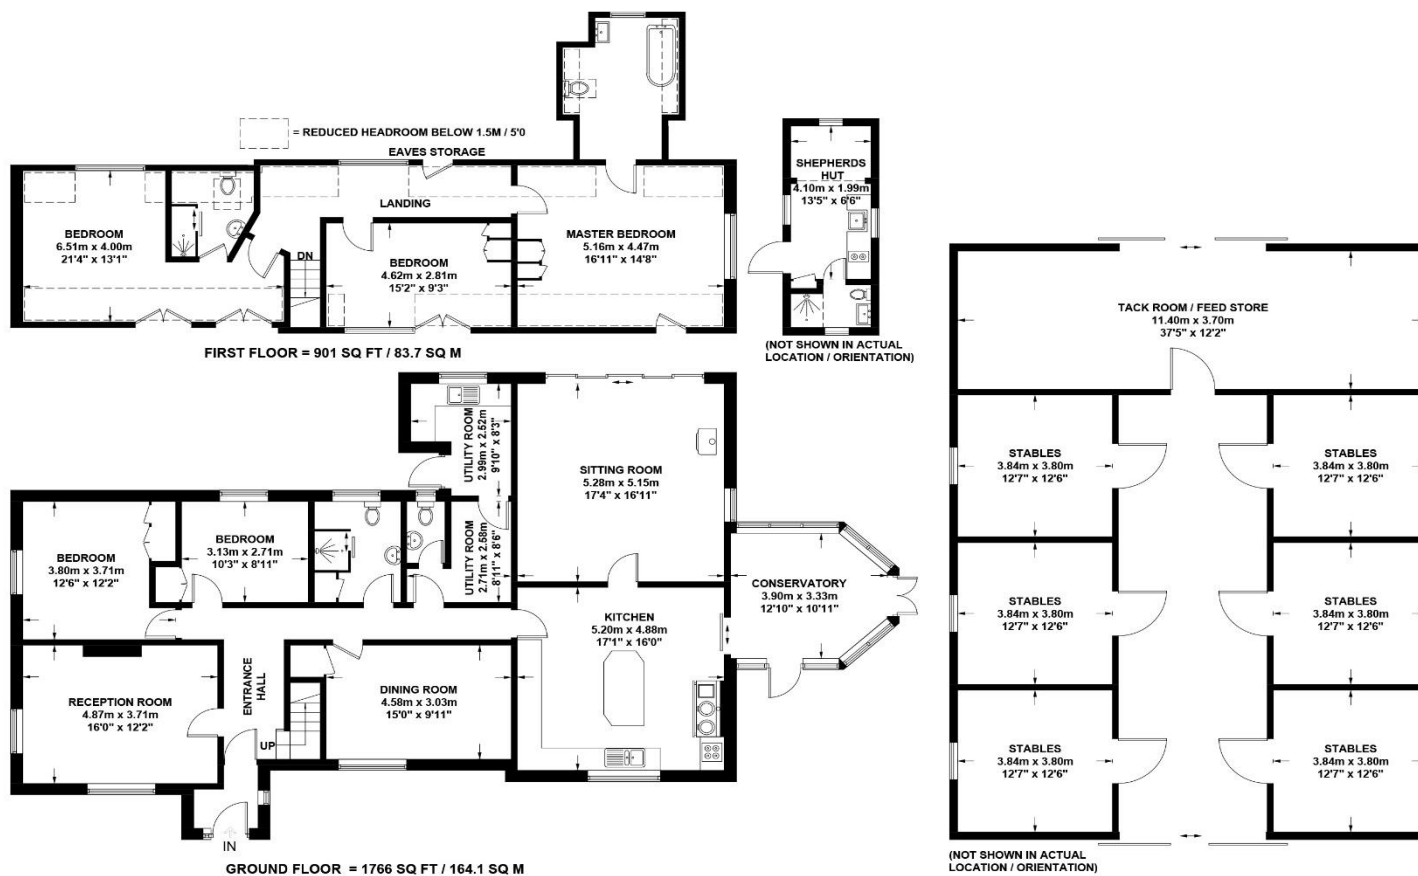 = REDUCED HEADROOM BELOW 1.5M / 5'0
EAVES STORAGE
LANDING
BEDROOM
6.51m x 4.00m
21'4" x 13'1"
DN
BEDROOM
4.62m x 2.81m
15'2" x 9'3"
MASTER BEDROOM
5.16m x 4.47m
16'11" x 14'8"
FIRST FLOOR = 901 SQ FT / 83.7 SQ M
SHEPHERDS
HUT
4.10m x 1.99m
13'5" x 6'6"
(NOT SHOWN IN ACTUAL
LOCATION / ORIENTATION)
TACK ROOM / FEED STORE
11.40m x 3.70m
37'5" x 12'2"
STABLES
3.84m x 3.80m
12'7" x 12'6"
STABLES
3.84m x 3.80m
12'7" x 12'6"
STABLES
3.84m x 3.80m
12'7" x 12'6"
STABLES
3.84m x 3.80m
12'7" x 12'6"
STABLES
3.84m x 3.80m
12'7" x 12'6"
STABLES
3.84m x 3.80m
12'7" x 12'6"
(NOT SHOWN IN ACTUAL
LOCATION / ORIENTATION)
UTILITY ROOM
2.99m x 2.52m
9'10" x 8'3"
SITTING ROOM
5.28m x 5.15m
17'4" x 16'11"
BEDROOM
3.80m x 3.71m
12'6" x 12'2"
BEDROOM
3.13m x 2.71m
10'3" x 8'11"
UTILITY ROOM
2.71m x 2.58m
8'11" x 8'6"
CONSERVATORY
3.90m x 3.33m
12'10" x 10'11"
KITCHEN
5.20m x 4.88m
17'1" x 16'0"
RECEPTION ROOM
4.87m x 3.71m
16'0" x 12'2"
ENTRANCE
HALL
UP
DINING ROOM
4.58m x 3.03m
15'0" x 9'11"
IN
GROUND FLOOR = 1766 SQ FT / 164.1 SQ M